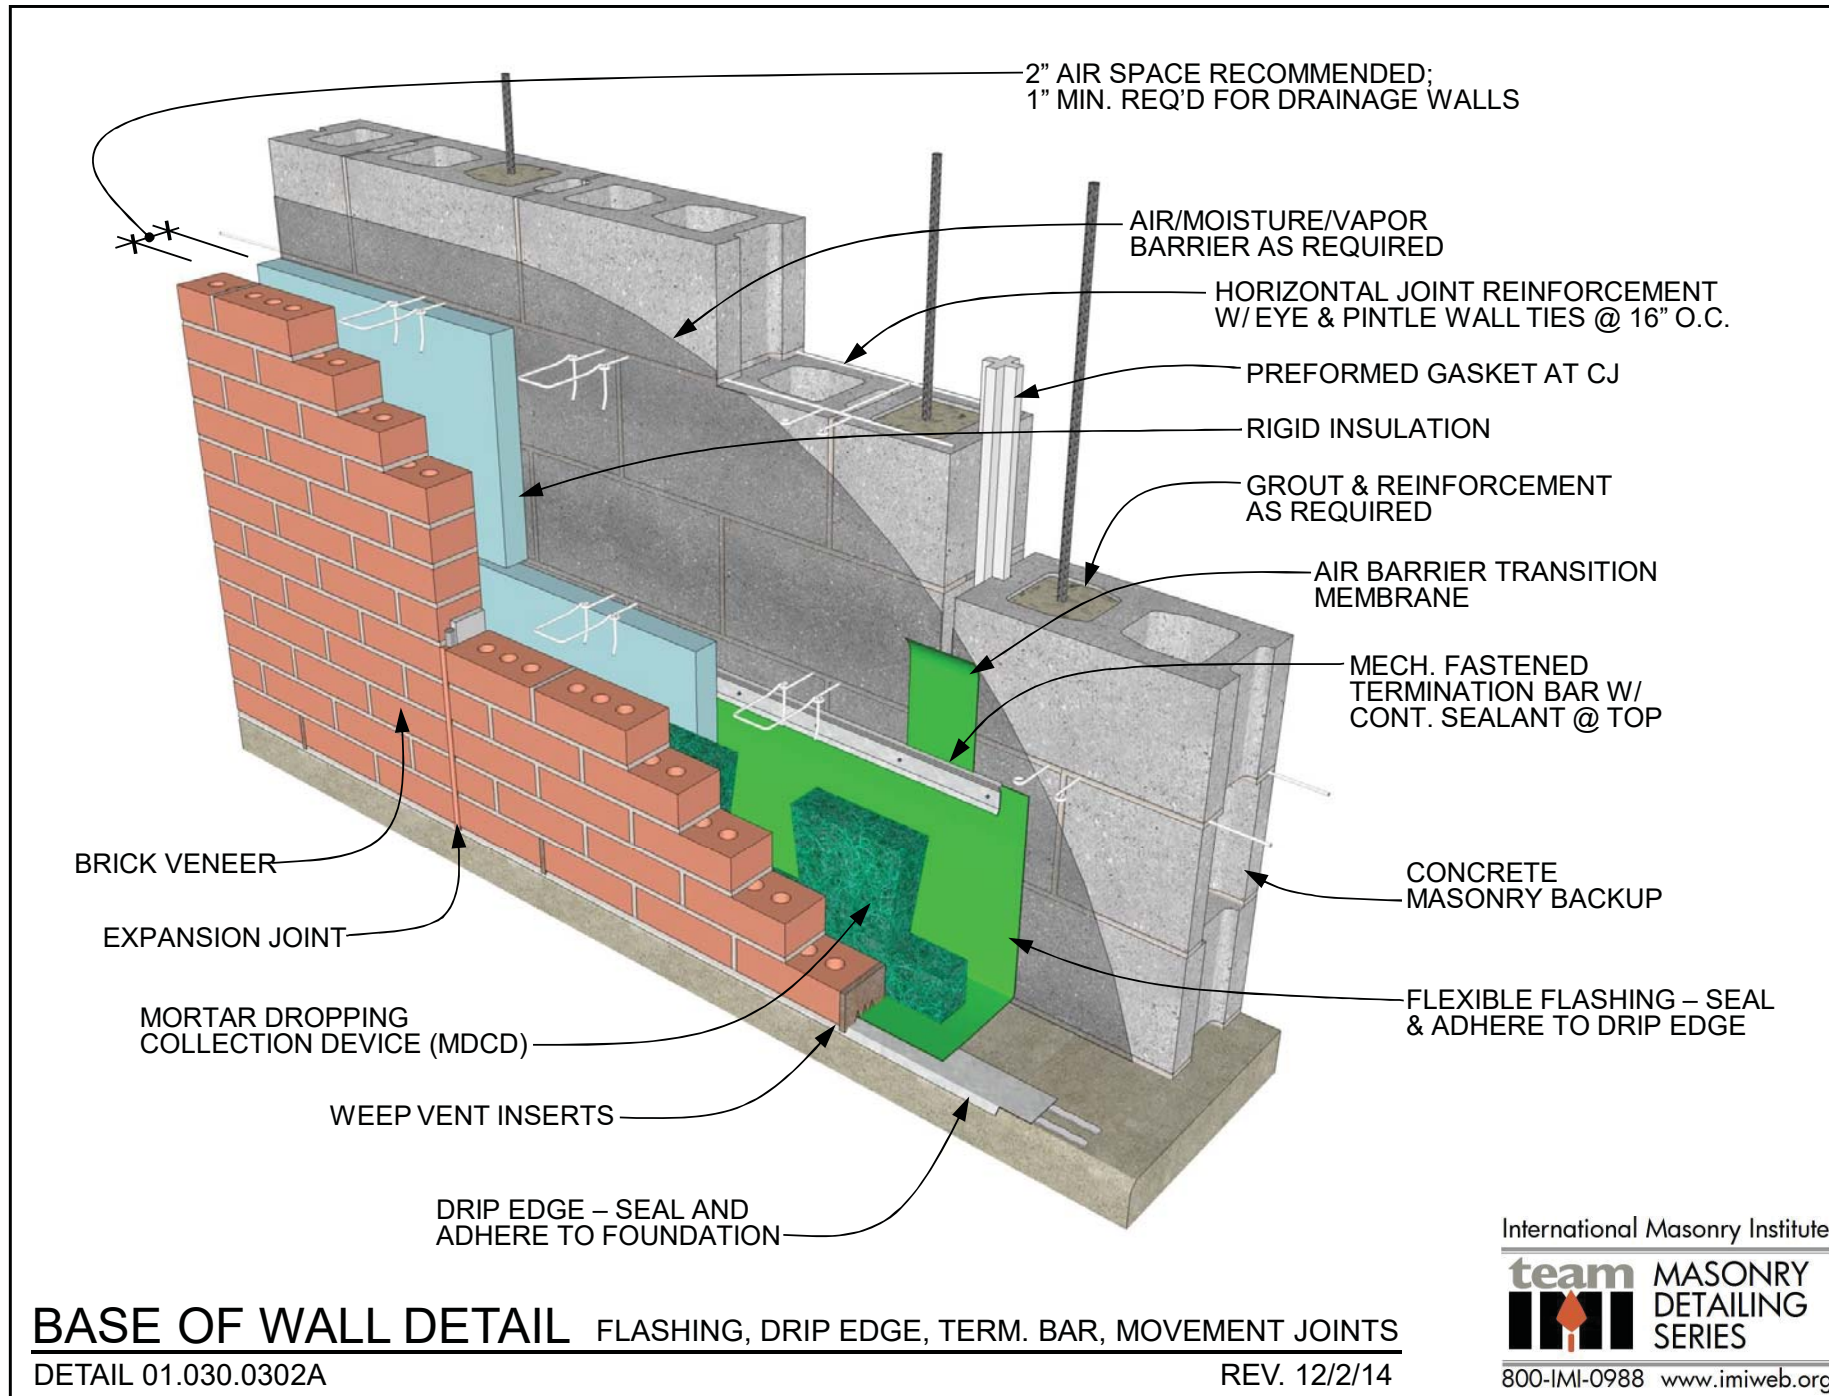 2” AIR SPACE RECOMMENDED;
1” MIN. REQ’D FOR DRAINAGE WALLS
AIR/MOISTURE/VAPOR
BARRIER AS REQUIRED
HORIZONTAL JOINT REINFORCEMENT
W/ EYE & PINTLE WALL TIES @ 16” O.C.
PREFORMED GASKET AT CJ
RIGID INSULATION
GROUT & REINFORCEMENT
AS REQUIRED
AIR BARRIER TRANSITION
MEMBRANE
MECH. FASTENED
TERMINATION BAR W/
CONT. SEALANT @ TOP
CONCRETE
MASONRY BACKUP
FLEXIBLE FLASHING – SEAL
& ADHERE TO DRIP EDGE
BRICK VENEER
EXPANSION JOINT
MORTAR DROPPING
COLLECTION DEVICE (MDCD)
WEEP VENT INSERTS
DRIP EDGE – SEAL AND
ADHERE TO FOUNDATION
BASE OF WALL DETAIL FLASHING, DRIP EDGE, TERM. BAR, MOVEMENT JOINTS
DETAIL 01.030.0302A REV. 12/2/14
International Masonry Institute
team
IMI
MASONRY
DETAILING
SERIES
800-IMI-0988 www.imiweb.org